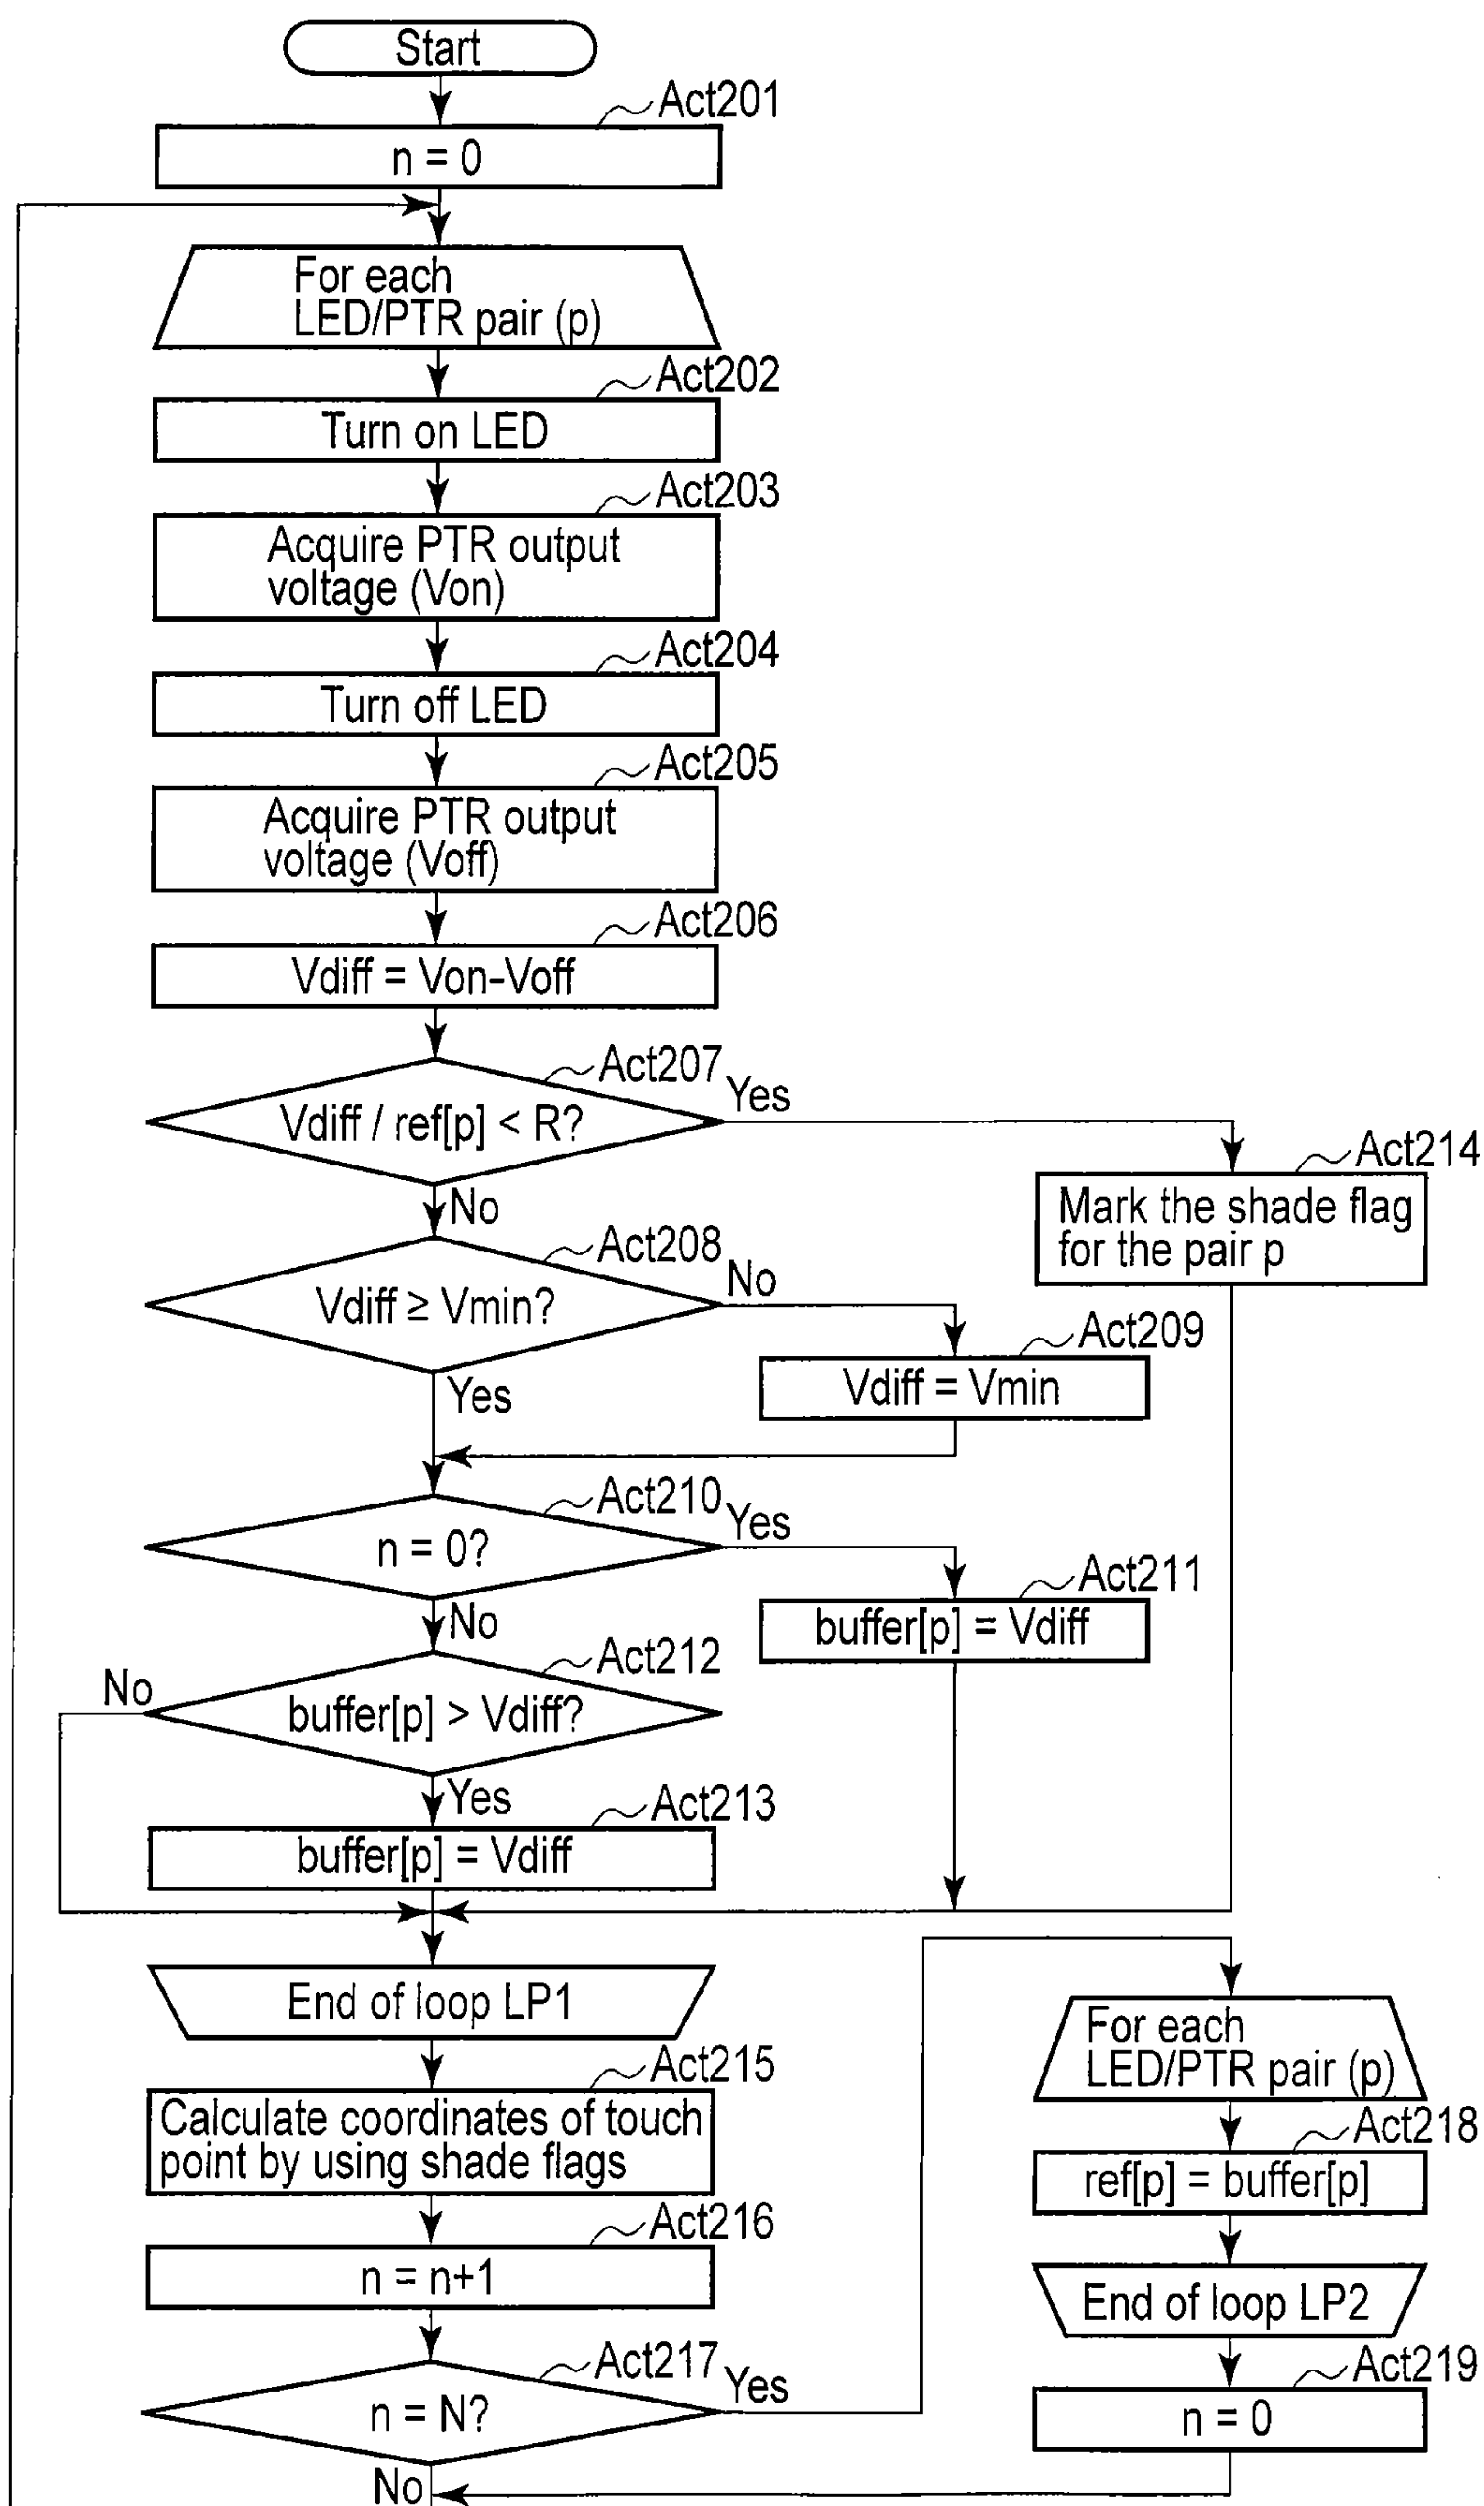 Start
Act201
n = 0
For each
LED/PTR pair (p)
Act202
Turn on LED
Act203
Acquire PTR output
voltage (Von)
Act204
Turn off LED
Act205
Acquire PTR output
voltage (Voff)
Act206
Vdiff = Von-Voff
Act207
Vdiff / ref[p] < R?
Yes
No
Act214
Mark the shade flag
for the pair p
Act208
Vdiff ≥ Vmin?
No
Yes
Act209
Vdiff = Vmin
Act210
n = 0?
Yes
No
Act211
buffer[p] = Vdiff
Act212
buffer[p] > Vdiff?
No
Yes
Act213
buffer[p] = Vdiff
End of loop LP1
Act215
Calculate coordinates of touch
point by using shade flags
Act216
n = n+1
Act217
n = N?
Yes
No
For each
LED/PTR pair (p)
Act218
ref[p] = buffer[p]
End of loop LP2
Act219
n = 0